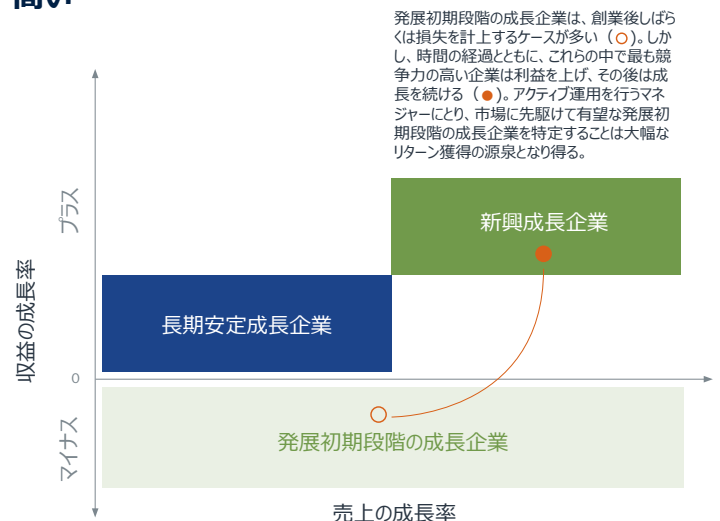 発展初期段階の成長企業は、創業後しばら
くは損失を計上するケースが多い（○）。しか
し、時間の経過とともに、これらの中で最も競
争力の高い企業は利益を上げ、その後は成
長を続ける（●）。アクティブ運用を行うマネ
ジャーにとり、市場に先駆けて有望な発展初
期段階の成長企業を特定することは大幅な
リターン獲得の源泉となり得る。
プラス
新興成長企業
収益の成長率
長期安定成長企業
0
マイナス
発展初期段階の成長企業
売上の成長率